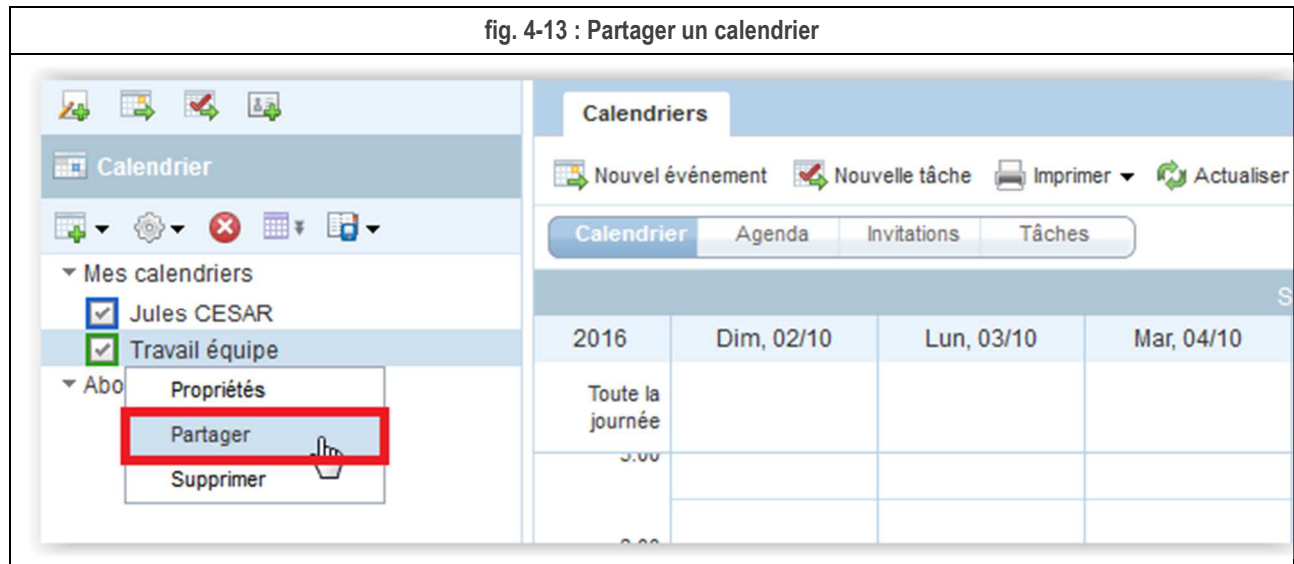 fig. 4-13 : Partager un calendrier
Calendrier
Mes calendriers
Jules CESAR
Travail équipe
Abo
Propriétés
Partager
Supprimer
Calendriers
Nouvel événement Nouvelle tâche Imprimer Actualiser
Calendrier Agenda Invitations Tâches
S
2016 Dim, 02/10 Lun, 03/10 Mar, 04/10
Toute la
journée